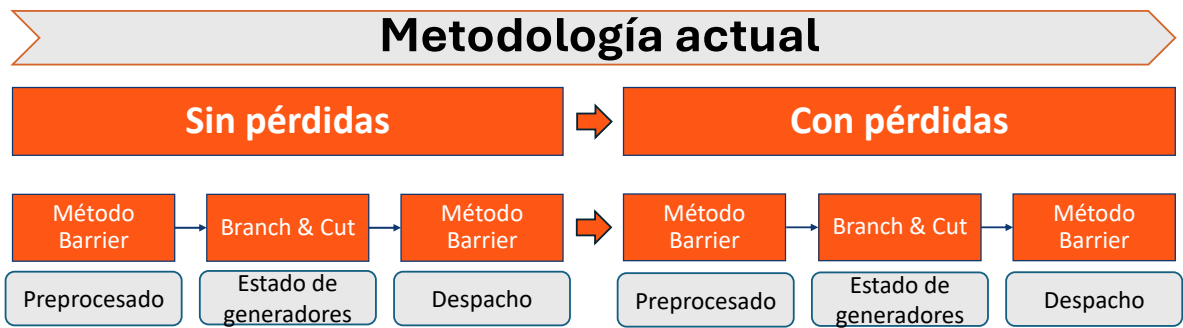 Metodología actual
Sin pérdidas
Con pérdidas
Método
Barrier
Branch & Cut
Método
Barrier
Método
Barrier
Branch & Cut
Método
Barrier
Preprocesado
Estado de
generadores
Despacho
Preprocesado
Estado de
generadores
Despacho